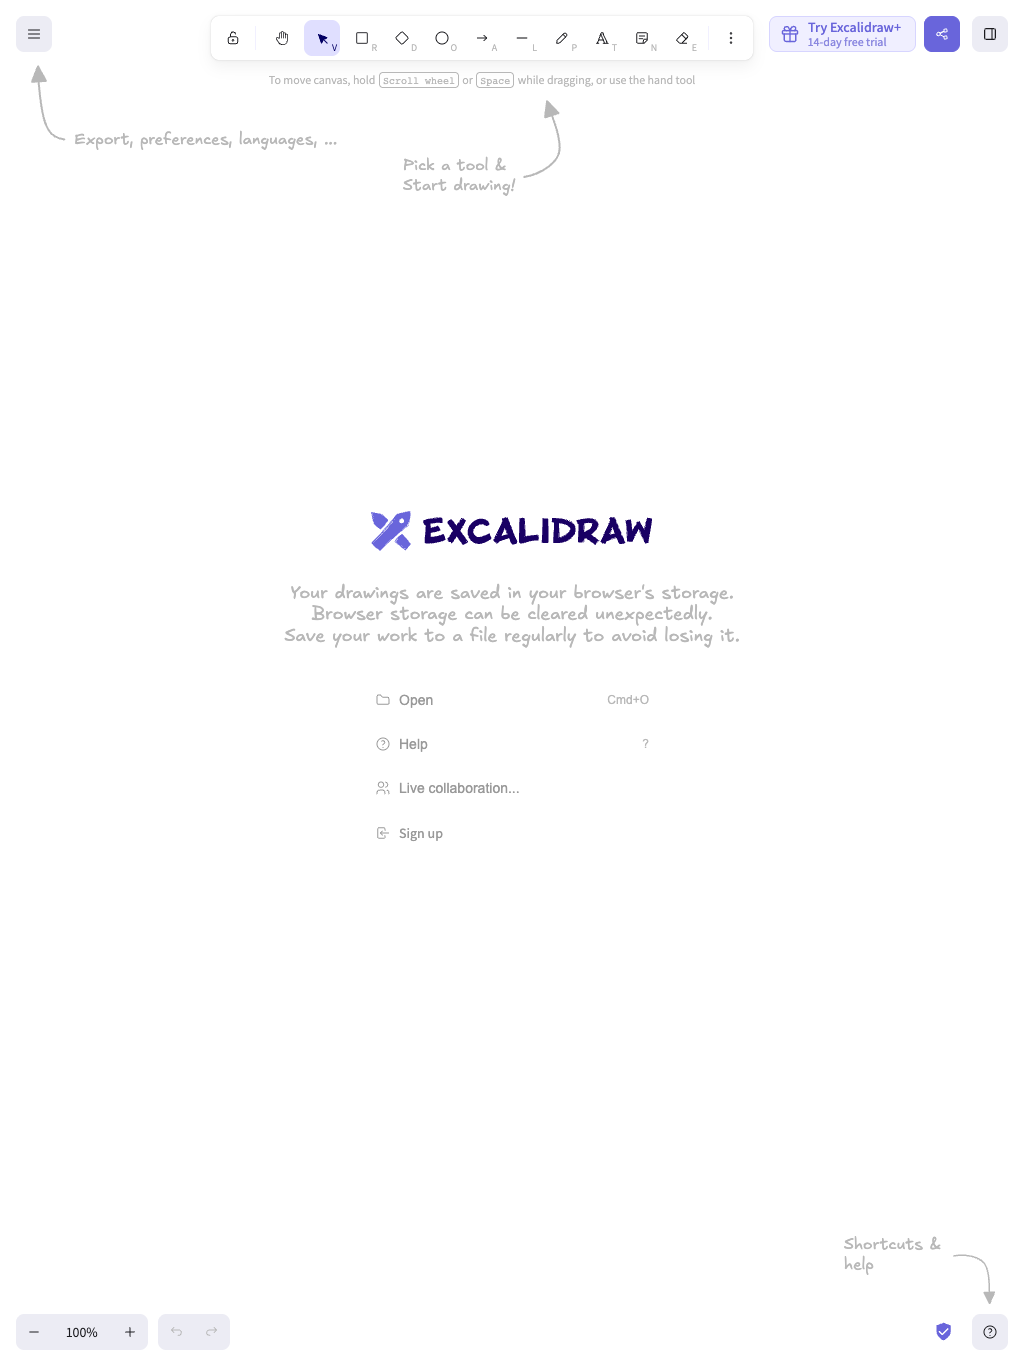 V
R
D
O
A
L
P
T
N
E
Try Excalidraw+
14-day free trial
To move canvas, hold Scroll wheel or Space while dragging, or use the hand tool
Export, preferences, languages, ...
Pick a tool &
Start drawing!
EXCALIDRAW
Your drawings are saved in your browser's storage.
Browser storage can be cleared unexpectedly.
Save your work to a file regularly to avoid losing it.
Open Cmd+O
Help ?
Live collaboration...
Sign up
Shortcuts &
help
100%